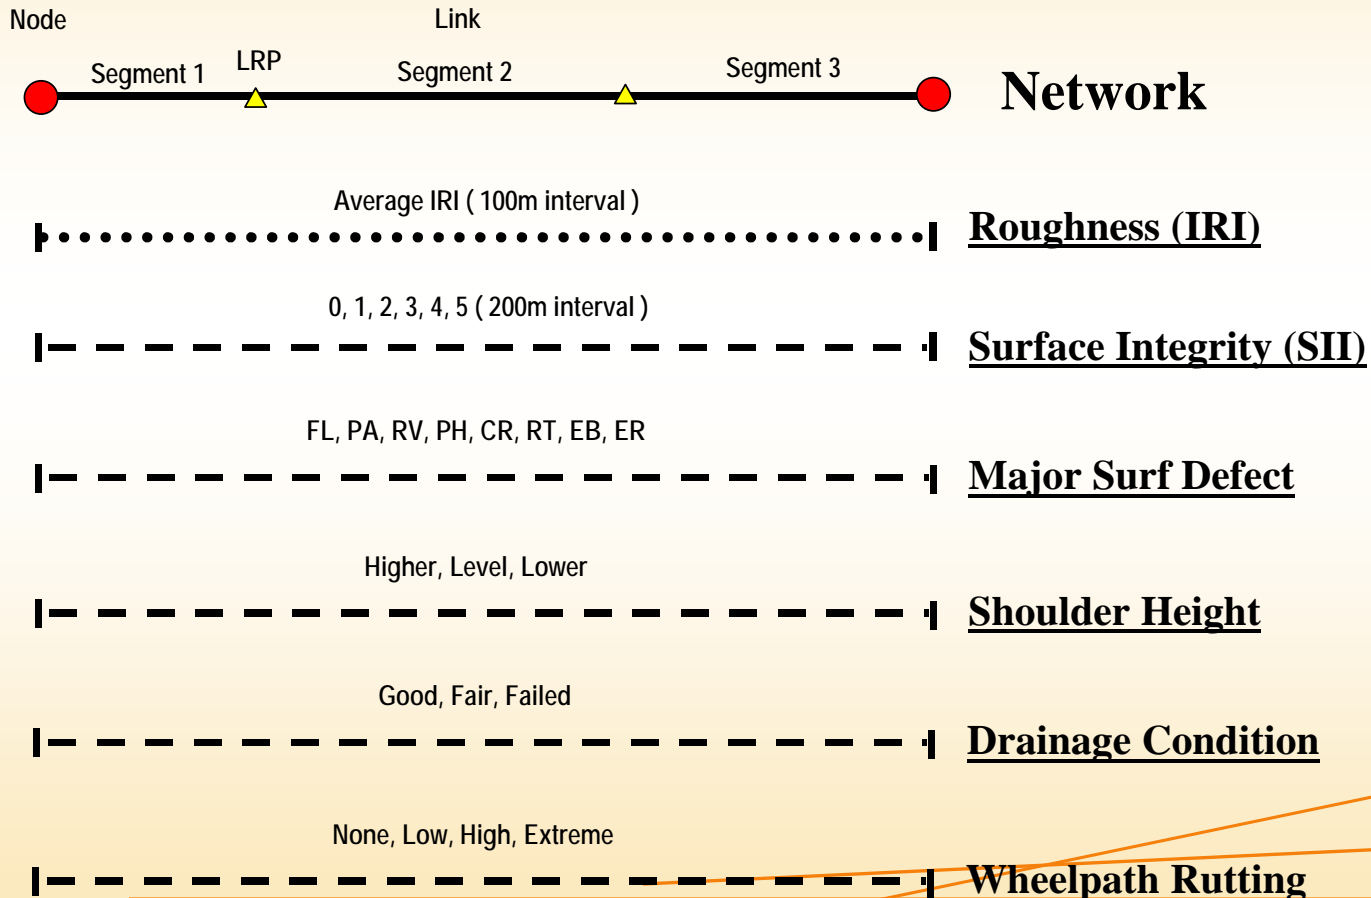 Node
Link
Segment 1
LRP
Segment 2
Segment 3
Network
Average IRI ( 100m interval )
Roughness (IRI)
0, 1, 2, 3, 4, 5 ( 200m interval )
Surface Integrity (SII)
FL, PA, RV, PH, CR, RT, EB, ER
Major Surf Defect
Higher, Level, Lower
Shoulder Height
Good, Fair, Failed
Drainage Condition
None, Low, High, Extreme
Wheelpath Rutting